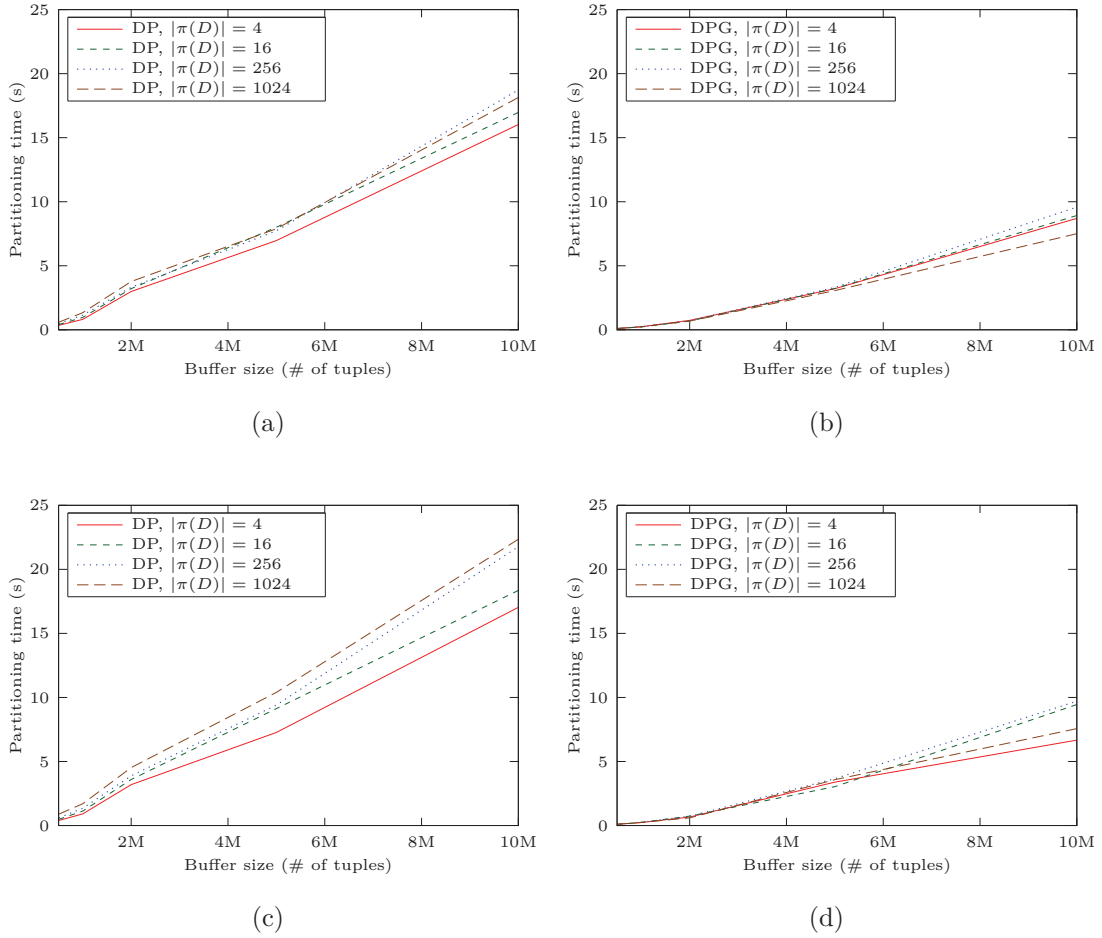 25
20
15
10
5
0
2M 4M 6M 8M 10M
Partitioning time (s)
Buffer size (# of tuples)
DP, |π(D)| = 4
DP, |π(D)| = 16
DP, |π(D)| = 256
DP, |π(D)| = 1024
(a)
25
20
15
10
5
0
2M 4M 6M 8M 10M
Partitioning time (s)
Buffer size (# of tuples)
DPG, |π(D)| = 4
DPG, |π(D)| = 16
DPG, |π(D)| = 256
DPG, |π(D)| = 1024
(b)
25
20
15
10
5
0
2M 4M 6M 8M 10M
Partitioning time (s)
Buffer size (# of tuples)
DP, |π(D)| = 4
DP, |π(D)| = 16
DP, |π(D)| = 256
DP, |π(D)| = 1024
(c)
25
20
15
10
5
0
2M 4M 6M 8M 10M
Partitioning time (s)
Buffer size (# of tuples)
DPG, |π(D)| = 4
DPG, |π(D)| = 16
DPG, |π(D)| = 256
DPG, |π(D)| = 1024
(d)